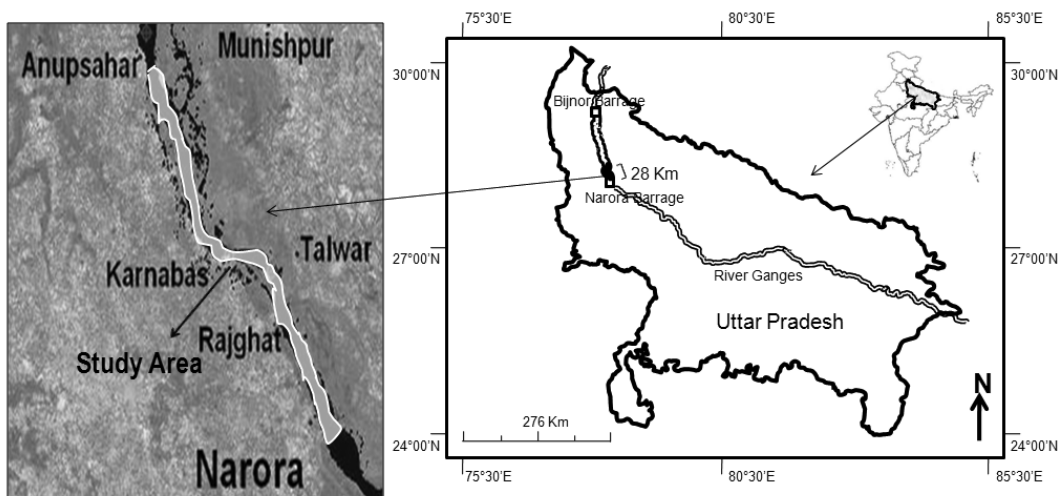 Munishpur
Anupsahar
Talwar
Karnabas
Rajghat
Study Area
Narora
75°30'E
80°30'E
85°30'E
30°00'N
30°00'N
Bijnor Barrage
28 Km
Narora Barrage
27°00'N
27°00'N
River Ganges
Uttar Pradesh
N
276 Km
24°00'N
24°00'N
75°30'E
80°30'E
85°30'E